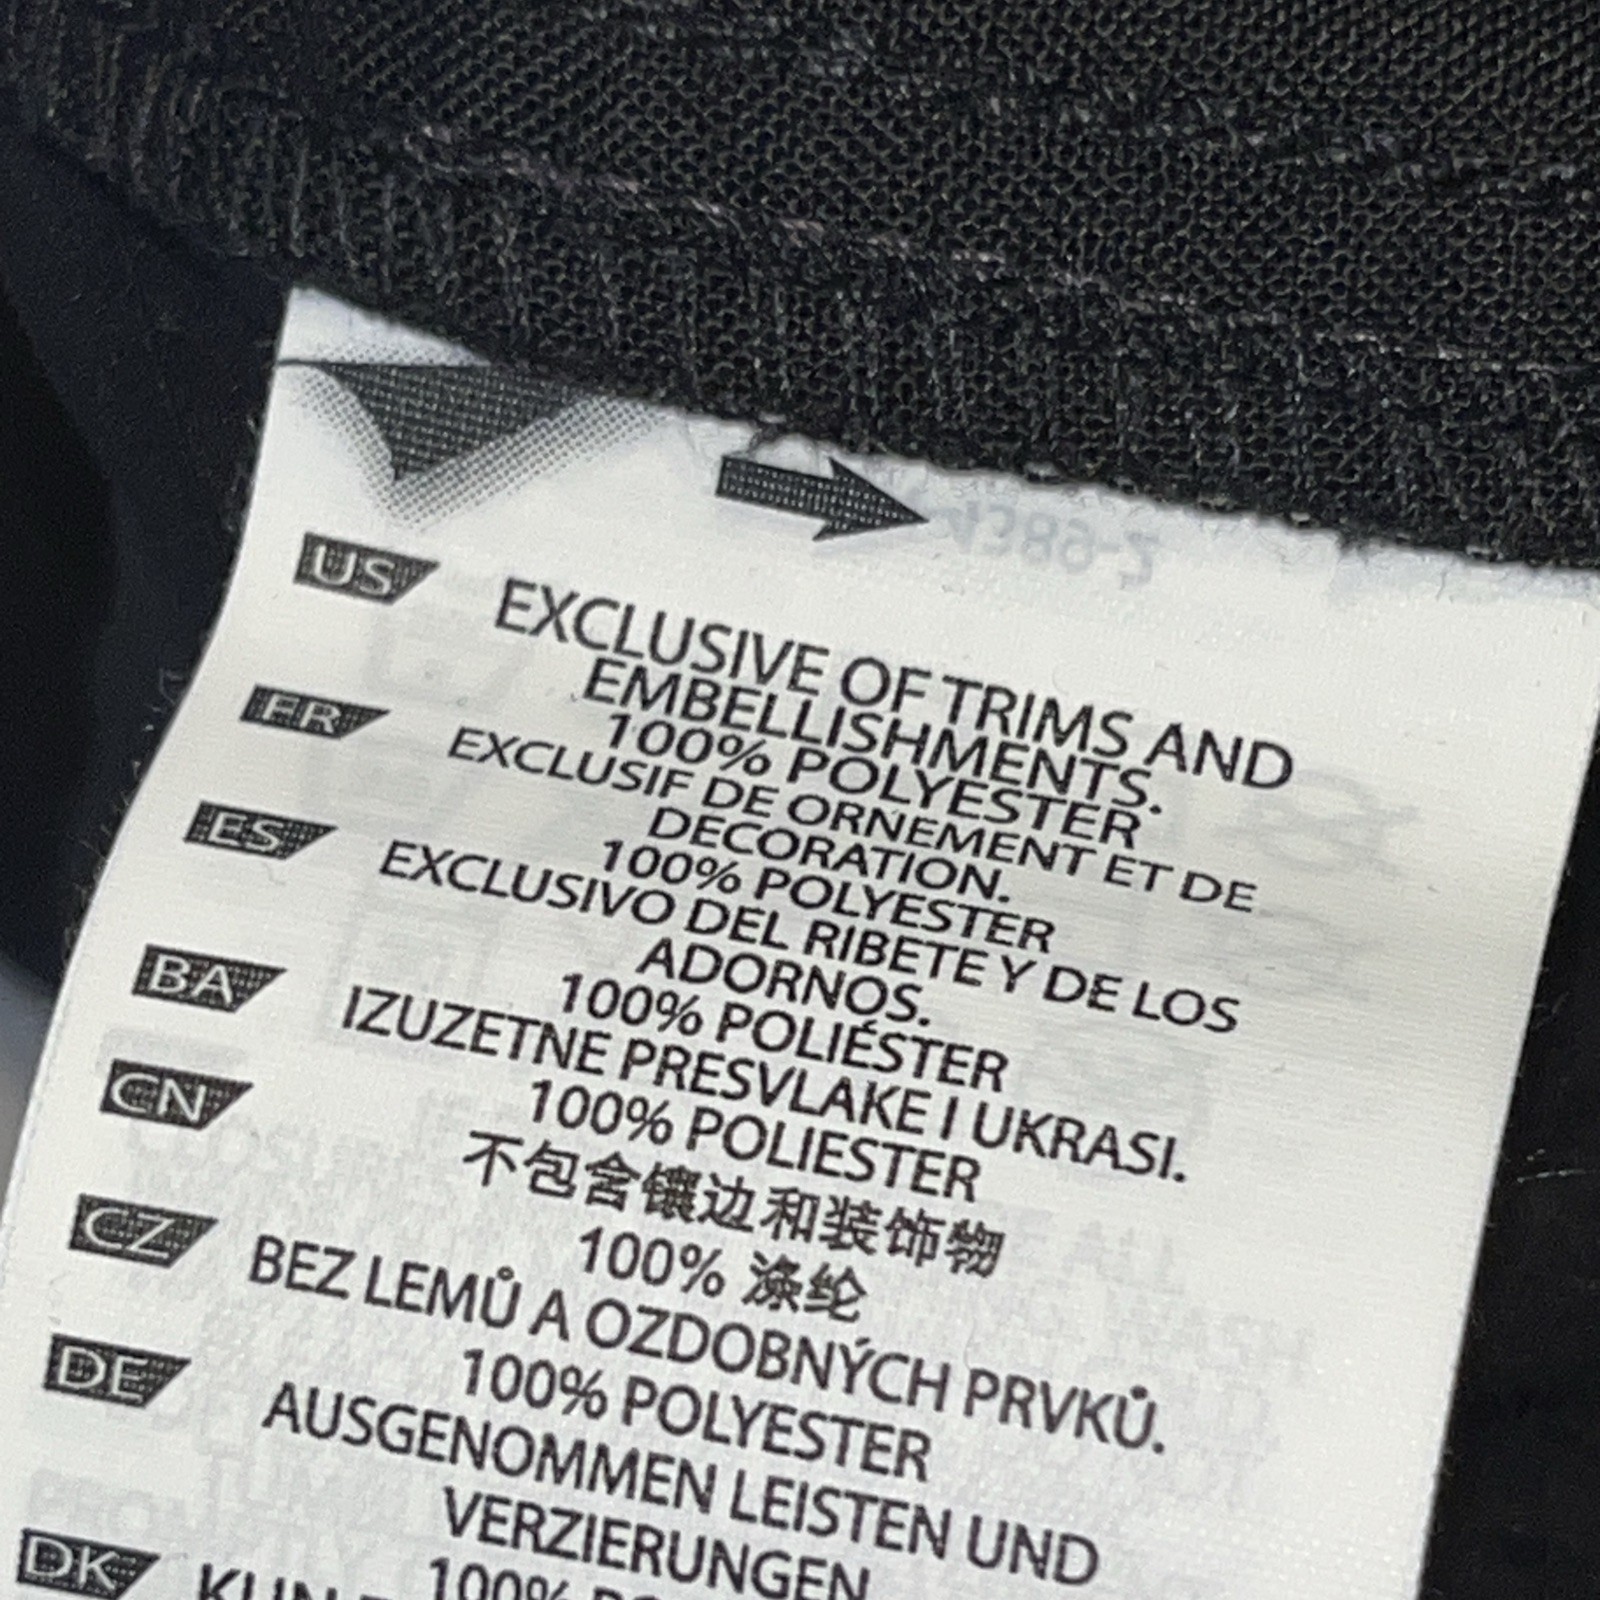 US EXCLUSIVE OF TRIMS AND
EMBELLISHMENTS.
100% POLYESTER
FR EXCLUSIF DE ORNEMENT ET DE
DECORATION.
100% POLYESTER
ES EXCLUSIVO DEL RIBETE Y DE LOS
ADORNOS.
100% POLIÉSTER
BA IZUZETNE PRESVLAKE I UKRASI.
100% POLIESTER
CN 不包含镶边和装饰物
100% 涤纶
CZ BEZ LEMŮ A OZDOBNÝCH PRVKŮ.
100% POLYESTER
DE AUSGENOMMEN LEISTEN UND
VERZIERUNGEN
100%
DK KUN